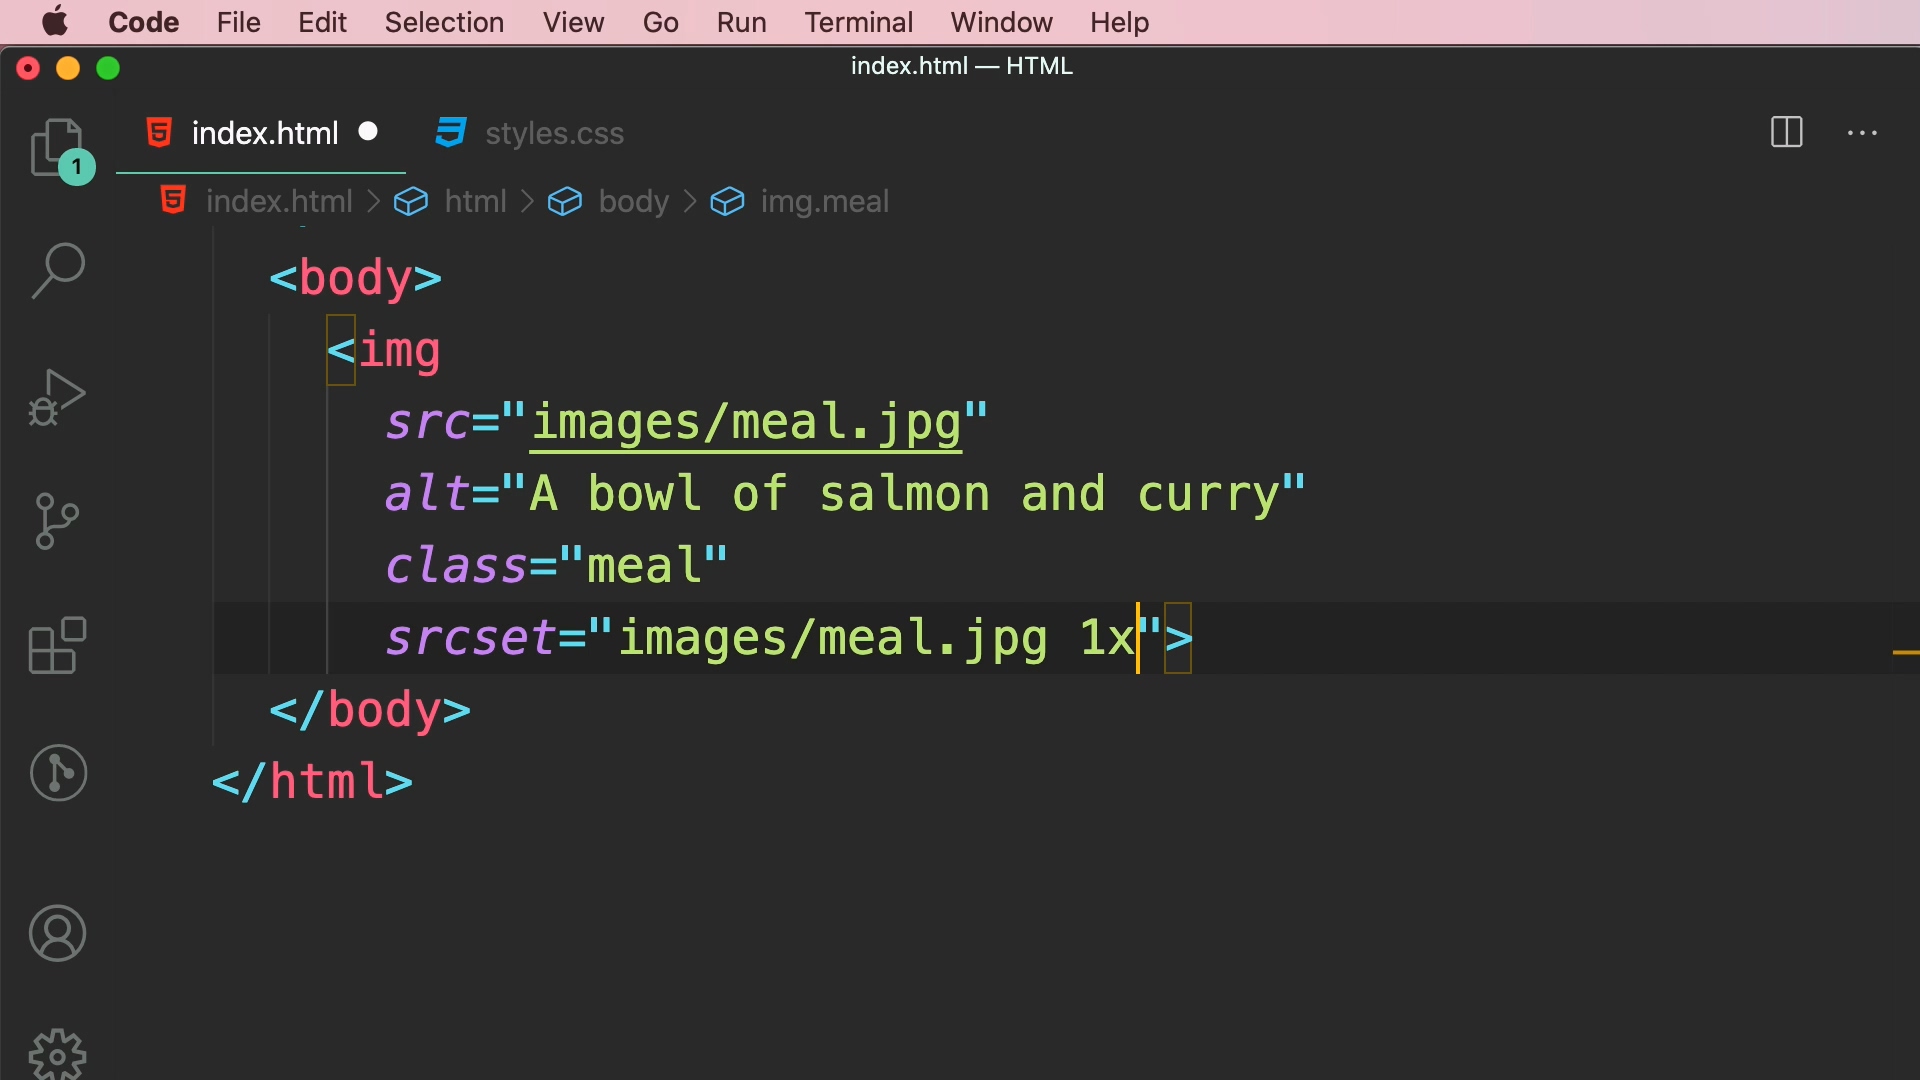 Code File Edit Selection View Go Run Terminal Window Help
index.html — HTML
index.html styles.css
1
index.html > html > body > img.meal
<body>
<img
src="images/meal.jpg"
alt="A bowl of salmon and curry"
class="meal"
srcset="images/meal.jpg 1x">
</body>
</html>